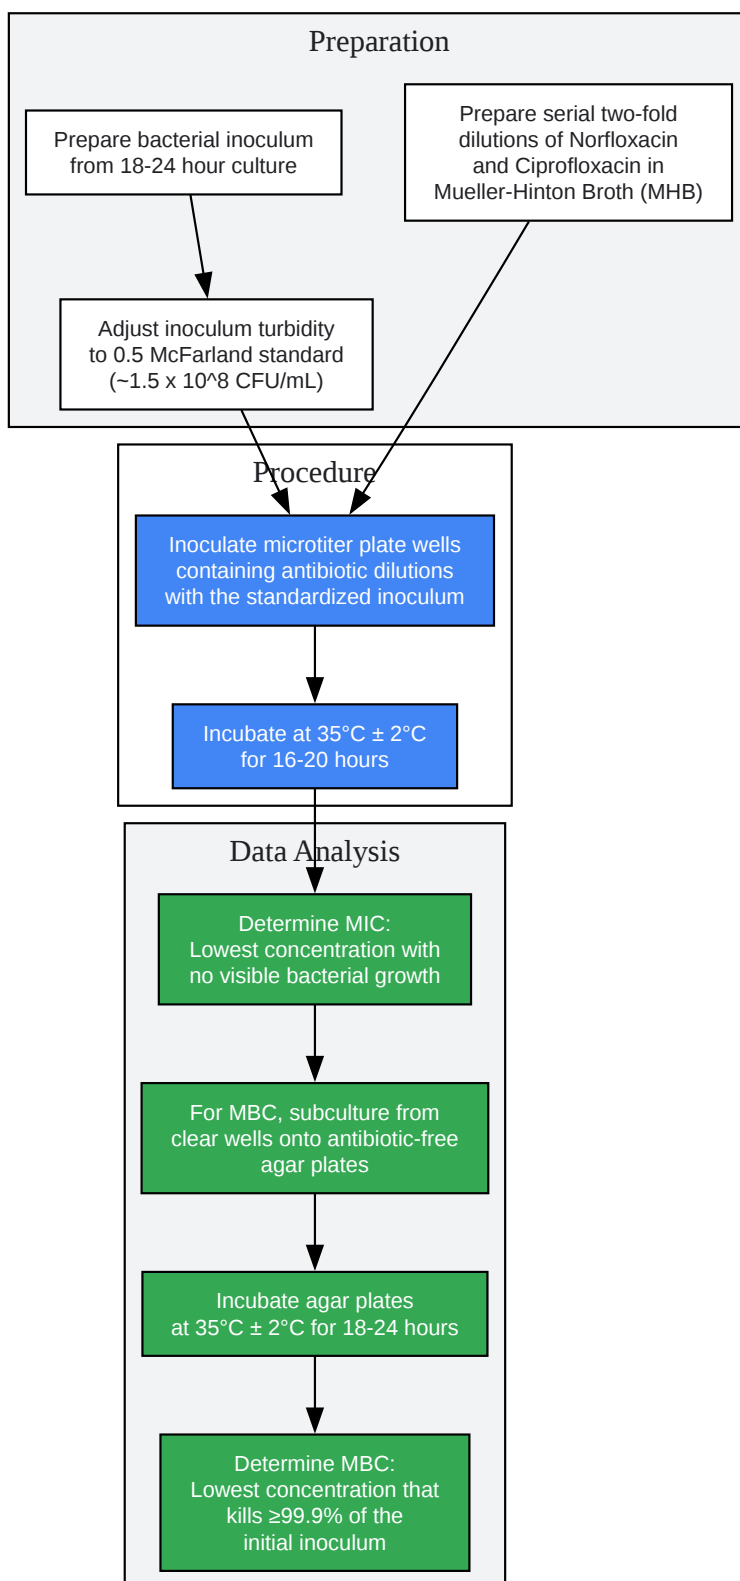 Preparation
Prepare bacterial inoculum
from 18-24 hour culture
Prepare serial two-fold
dilutions of Norfloxacin
and Ciprofloxacin in
Mueller-Hinton Broth (MHB)
Adjust inoculum turbidity
to 0.5 McFarland standard
(~1.5 x 10^8 CFU/mL)
Procedure
Inoculate microtiter plate wells
containing antibiotic dilutions
with the standardized inoculum
Incubate at 35°C ± 2°C
for 16-20 hours
Data Analysis
Determine MIC:
Lowest concentration with
no visible bacterial growth
For MBC, subculture from
clear wells onto antibiotic-free
agar plates
Incubate agar plates
at 35°C ± 2°C for 18-24 hours
Determine MBC:
Lowest concentration that
kills ≥99.9% of the
initial inoculum